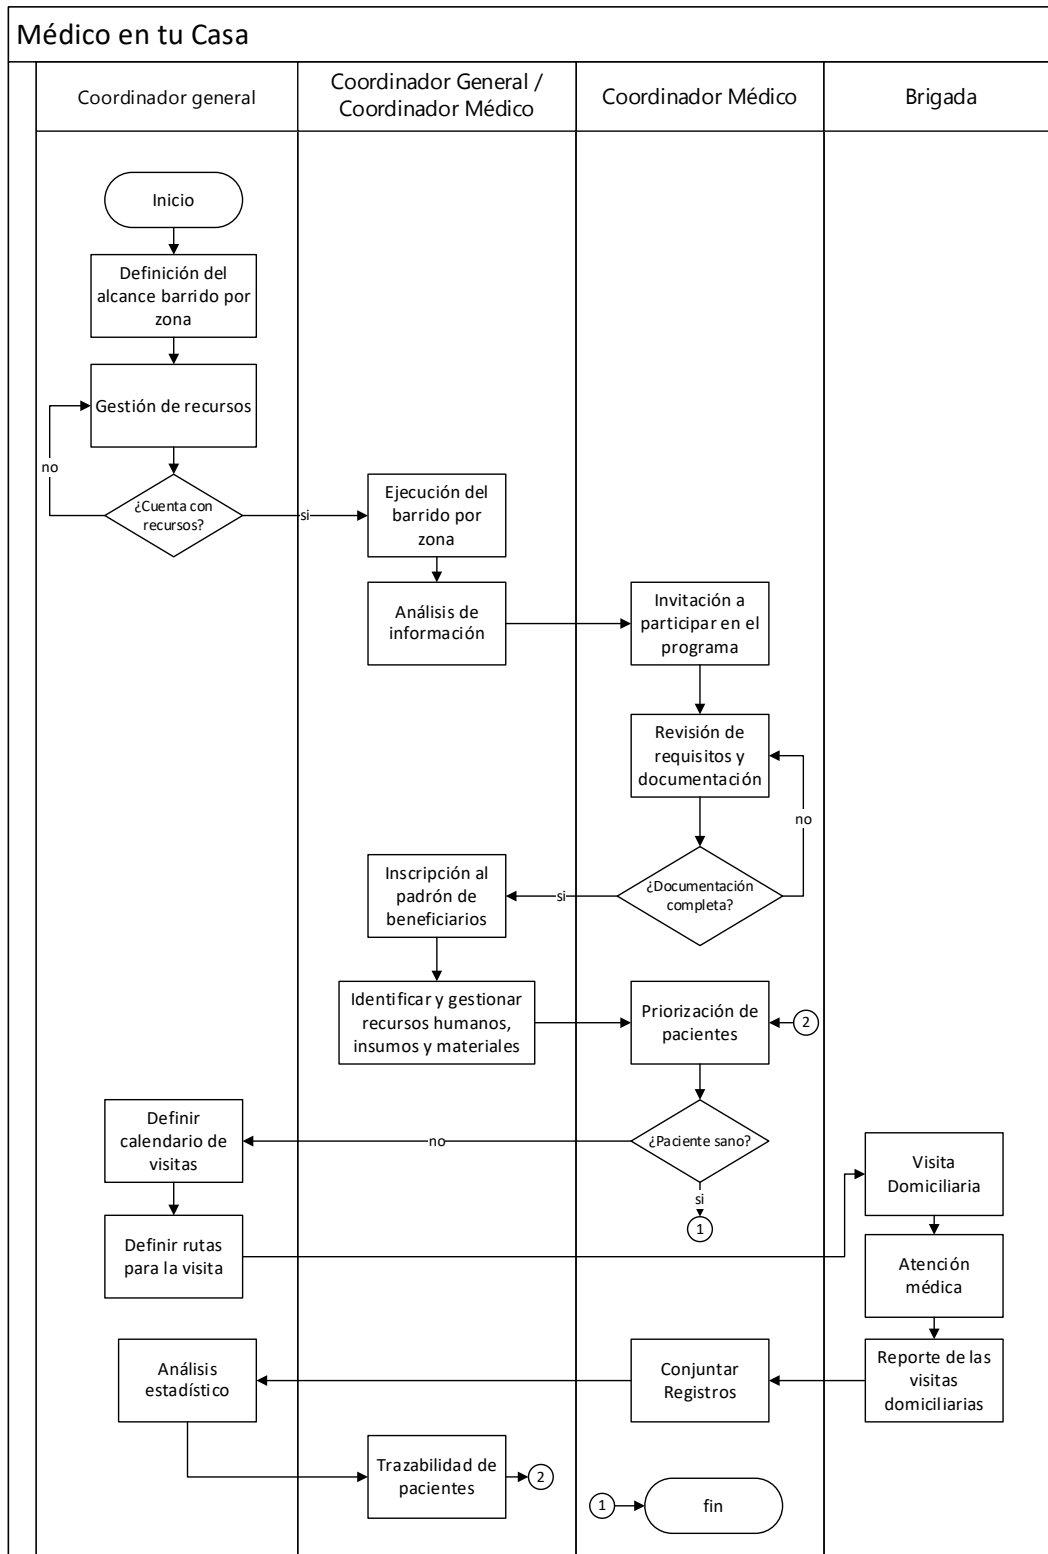 Médico en tu Casa
Coordinador general
Coordinador General /
Coordinador Médico
Coordinador Médico
Brigada
Inicio
Definición del
alcance barrido por
zona
Gestión de recursos
no
¿Cuenta con
recursos?
si
Ejecución del
barrido por
zona
Análisis de
información
Invitación a
participar en el
programa
Revisión de
requisitos y
documentación
no
¿Documentación
completa?
si
Inscripción al
padrón de
beneficiarios
Identificar y gestionar
recursos humanos,
insumos y materiales
Priorización de
pacientes
2
¿Paciente sano?
no
si
1
Definir
calendario de
visitas
Definir rutas
para la visita
Visita
Domiciliaria
Atención
médica
Reporte de las
visitas
domiciliarias
Conjuntar
Registros
Análisis
estadístico
Trazabilidad de
pacientes
2
1
fin